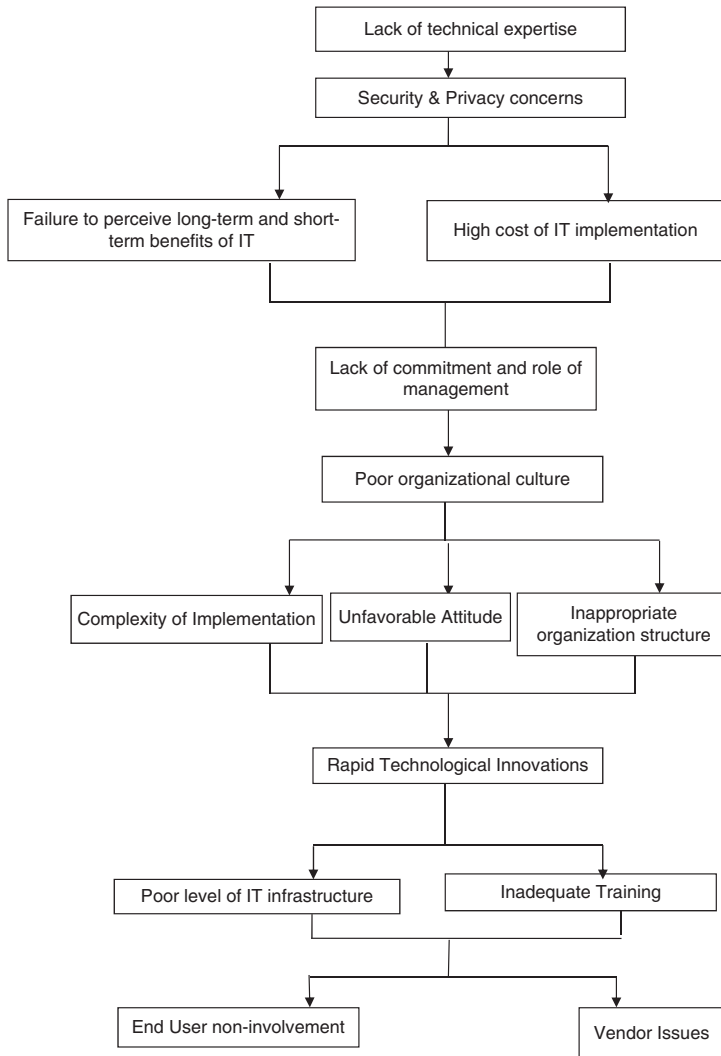 Lack of technical expertise
Security & Privacy concerns
Failure to perceive long-term and short-
term benefits of IT
High cost of IT implementation
Lack of commitment and role of
management
Poor organizational culture
Complexity of Implementation
Unfavorable Attitude
Inappropriate
organization structure
Rapid Technological Innovations
Poor level of IT infrastructure
Inadequate Training
End User non-involvement
Vendor Issues